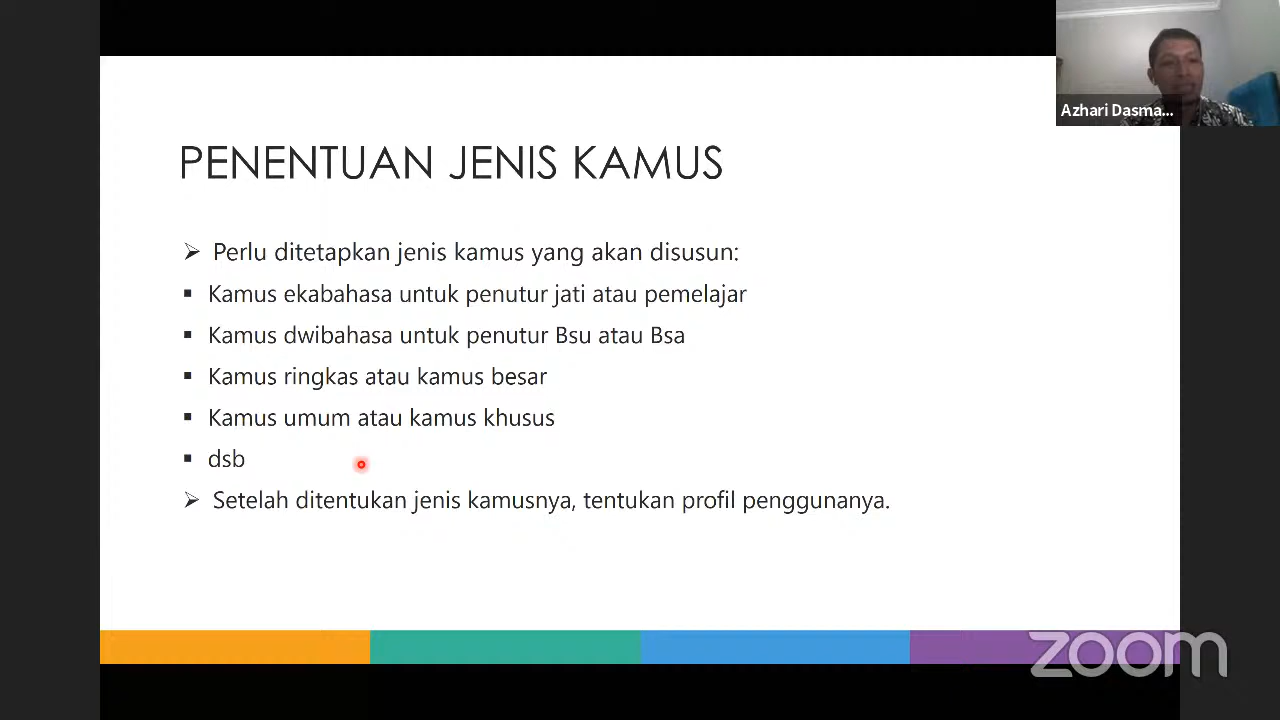 Azhari Dasma...
PENENTUAN JENIS KAMUS
Perlu ditetapkan jenis kamus yang akan disusun:
Kamus ekabahasa untuk penutur jati atau pemelajar
Kamus dwibahasa untuk penutur Bsu atau Bsa
Kamus ringkas atau kamus besar
Kamus umum atau kamus khusus
dsb
Setelah ditentukan jenis kamusnya, tentukan profil penggunanya.
zoom